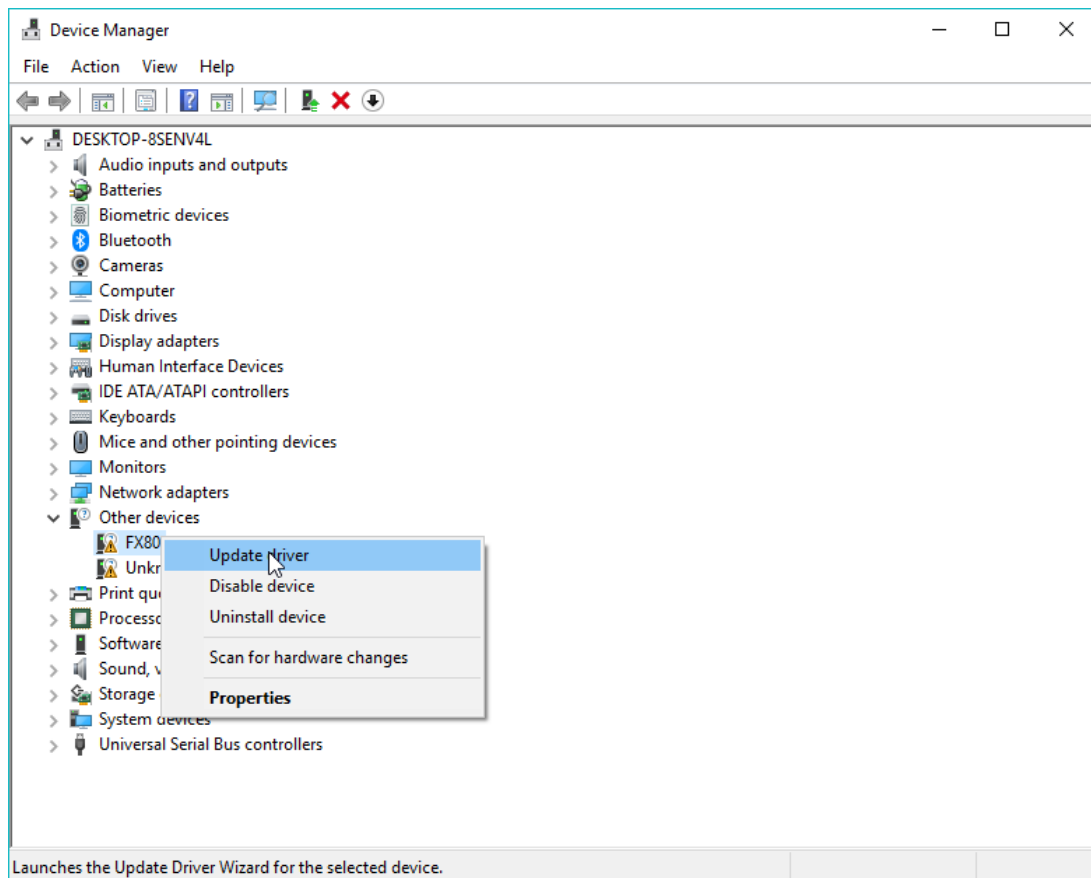 Device Manager
File Action View Help
DESKTOP-8SENV4L
Audio inputs and outputs
Batteries
Biometric devices
Bluetooth
Cameras
Computer
Disk drives
Display adapters
Human Interface Devices
IDE ATA/ATAPI controllers
Keyboards
Mice and other pointing devices
Monitors
Network adapters
Other devices
FX80
Update driver
Unkr
Disable device
Print qu
Processo
Uninstall device
Software
Scan for hardware changes
Sound, v
Storage
Properties
System devices
Universal Serial Bus controllers
Launches the Update Driver Wizard for the selected device.